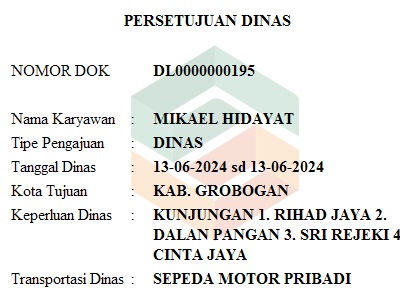 PERSETUJUAN DINAS
NOMOR DOK DL0000000195
Nama Karyawan : MIKAEL HIDAYAT
Tipe Pengajuan : DINAS
Tanggal Dinas : 13-06-2024 sd 13-06-2024
Kota Tujuan : KAB. GROBOGAN
Keperluan Dinas : KUNJUNGAN 1. RIHAD JAYA 2.
DALAN PANGAN 3. SRI REJEKI 4
CINTA JAYA
Transportasi Dinas : SEPEDA MOTOR PRIBADI